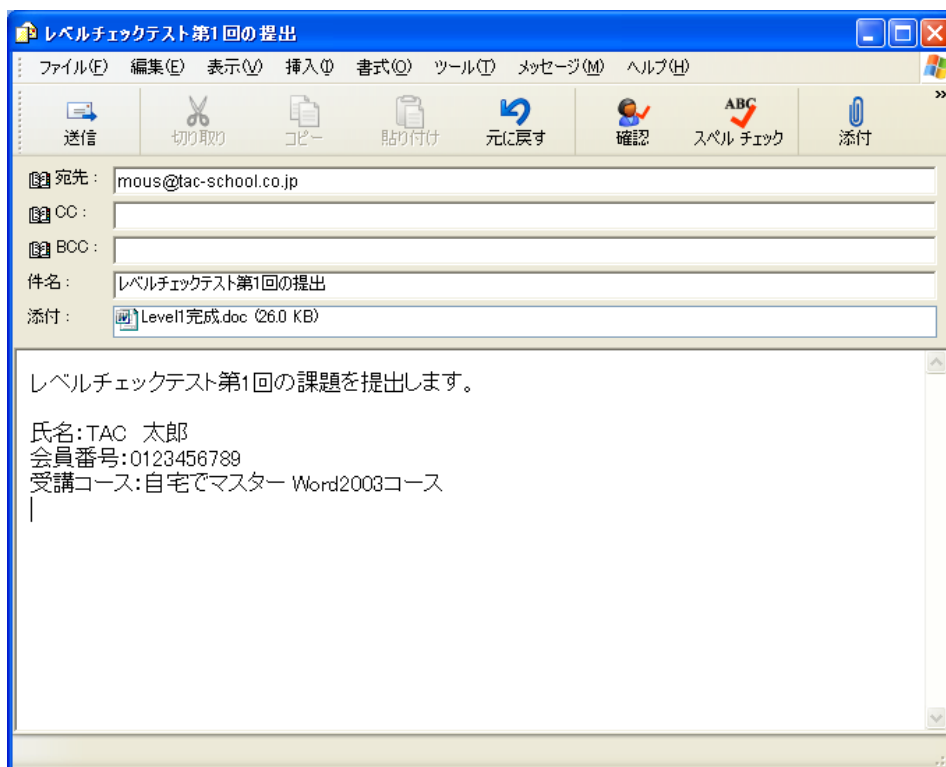 レベルチェックテスト第1回の提出
ファイル(F) 編集(E) 表示(V) 挿入(I) 書式(O) ツール(T) メッセージ(M) ヘルプ(H)
送信 切り取り コピー 貼り付け 元に戻す ABC 確認 スペル チェック 添付
宛先: mous@tac-school.co.jp
CC:
BCC:
件名: レベルチェックテスト第1回の提出
添付: Level1完成.doc (26.0 KB)
レベルチェックテスト第1回の課題を提出します。
氏名:TAC 太郎
会員番号:0123456789
受講コース:自宅でマスター Word2003コース